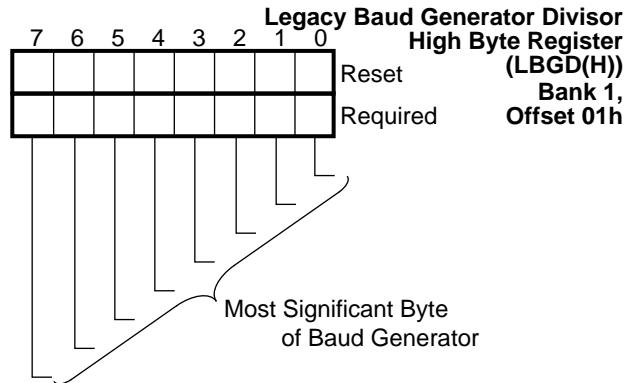 Legacy Baud Generator Divisor
High Byte Register
(LBGD(H))
Bank 1,
Offset 01h
7 6 5 4 3 2 1 0
Reset
Required
Most Significant Byte
of Baud Generator